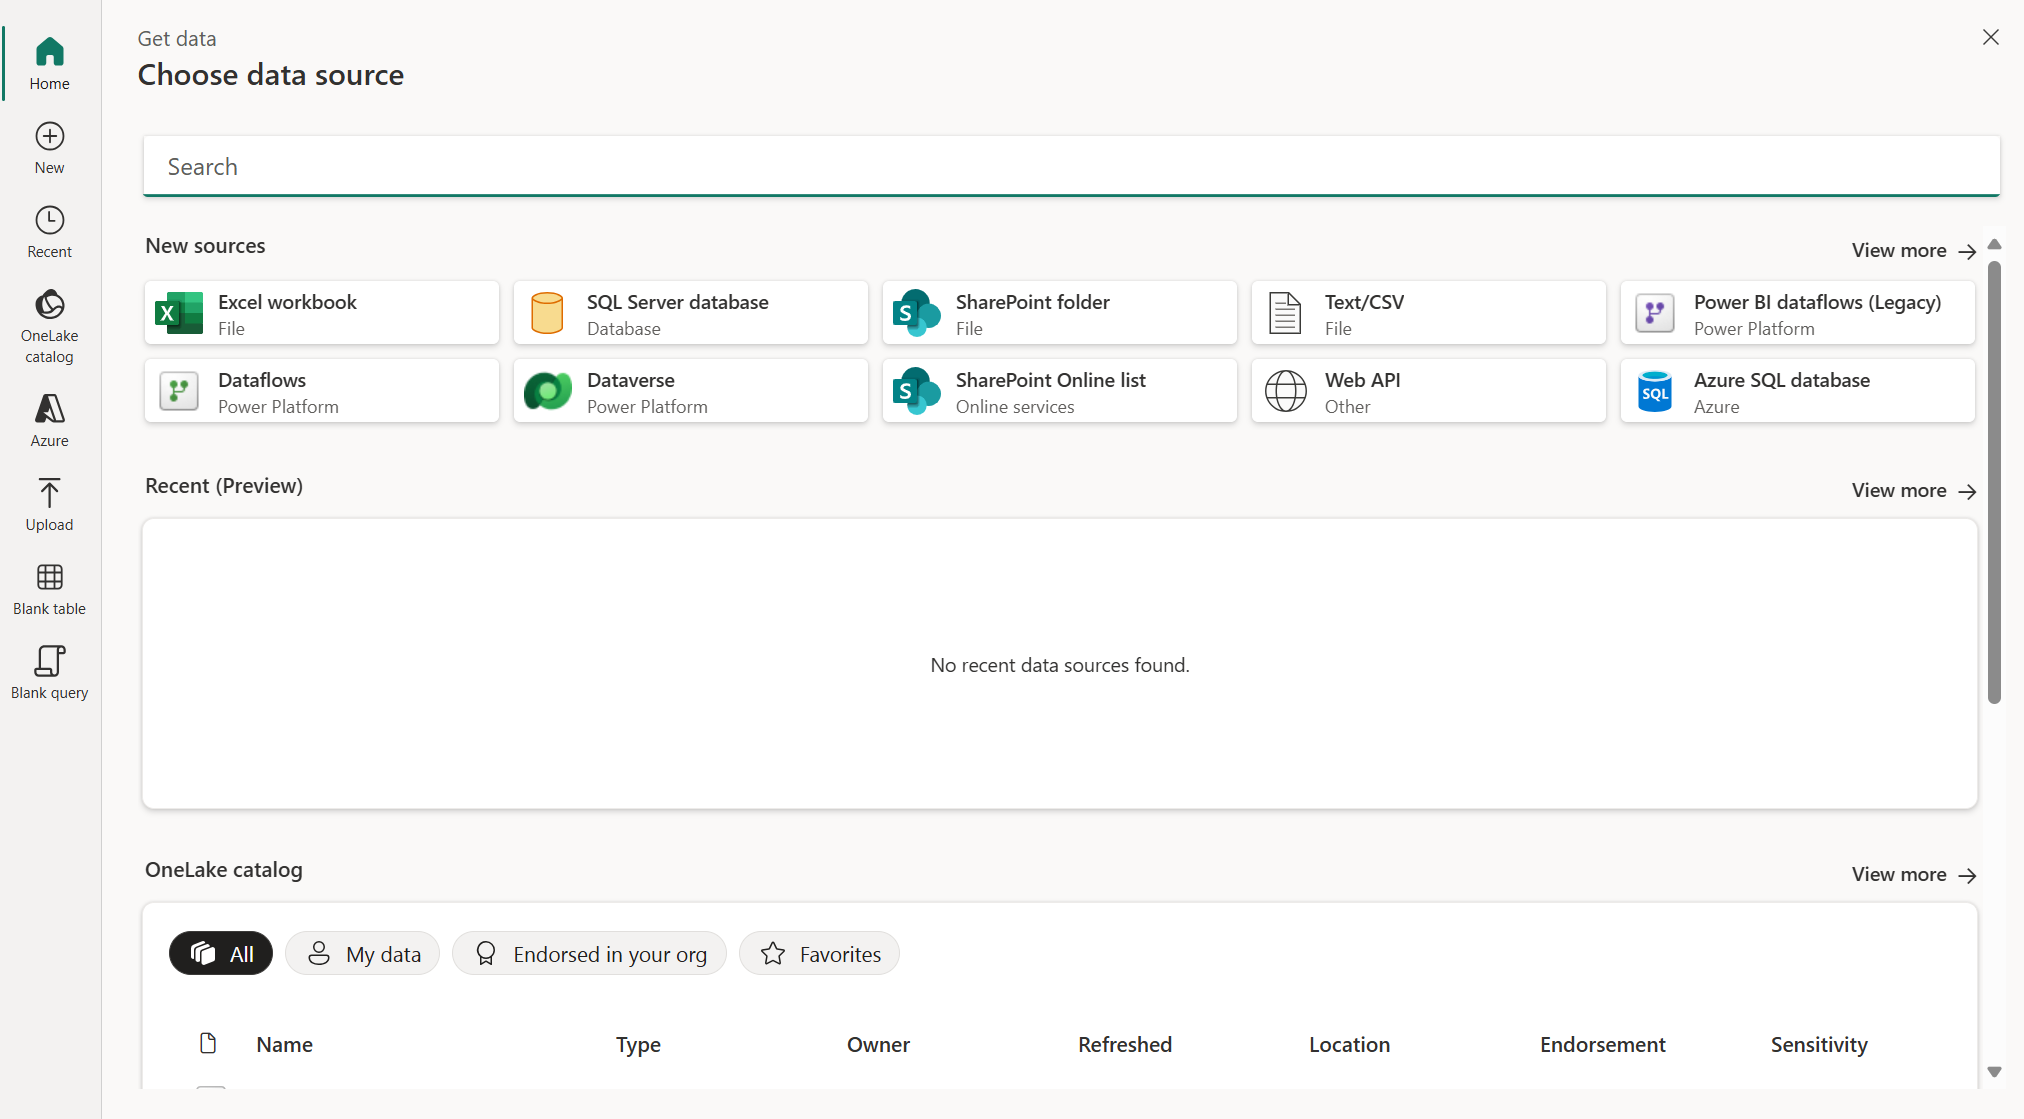 Home
New
Recent
OneLake
catalog
Azure
Upload
Blank table
Blank query
Get data
Choose data source
Search
New sources
View more
Excel workbook
File
SQL Server database
Database
SharePoint folder
File
Text/CSV
File
Power BI dataflows (Legacy)
Power Platform
Dataflows
Power Platform
Dataverse
Power Platform
SharePoint Online list
Online services
Web API
Other
SQL
Azure SQL database
Azure
Recent (Preview)
View more
No recent data sources found.
OneLake catalog
View more
All
My data
Endorsed in your org
Favorites
Name Type Owner Refreshed Location Endorsement Sensitivity